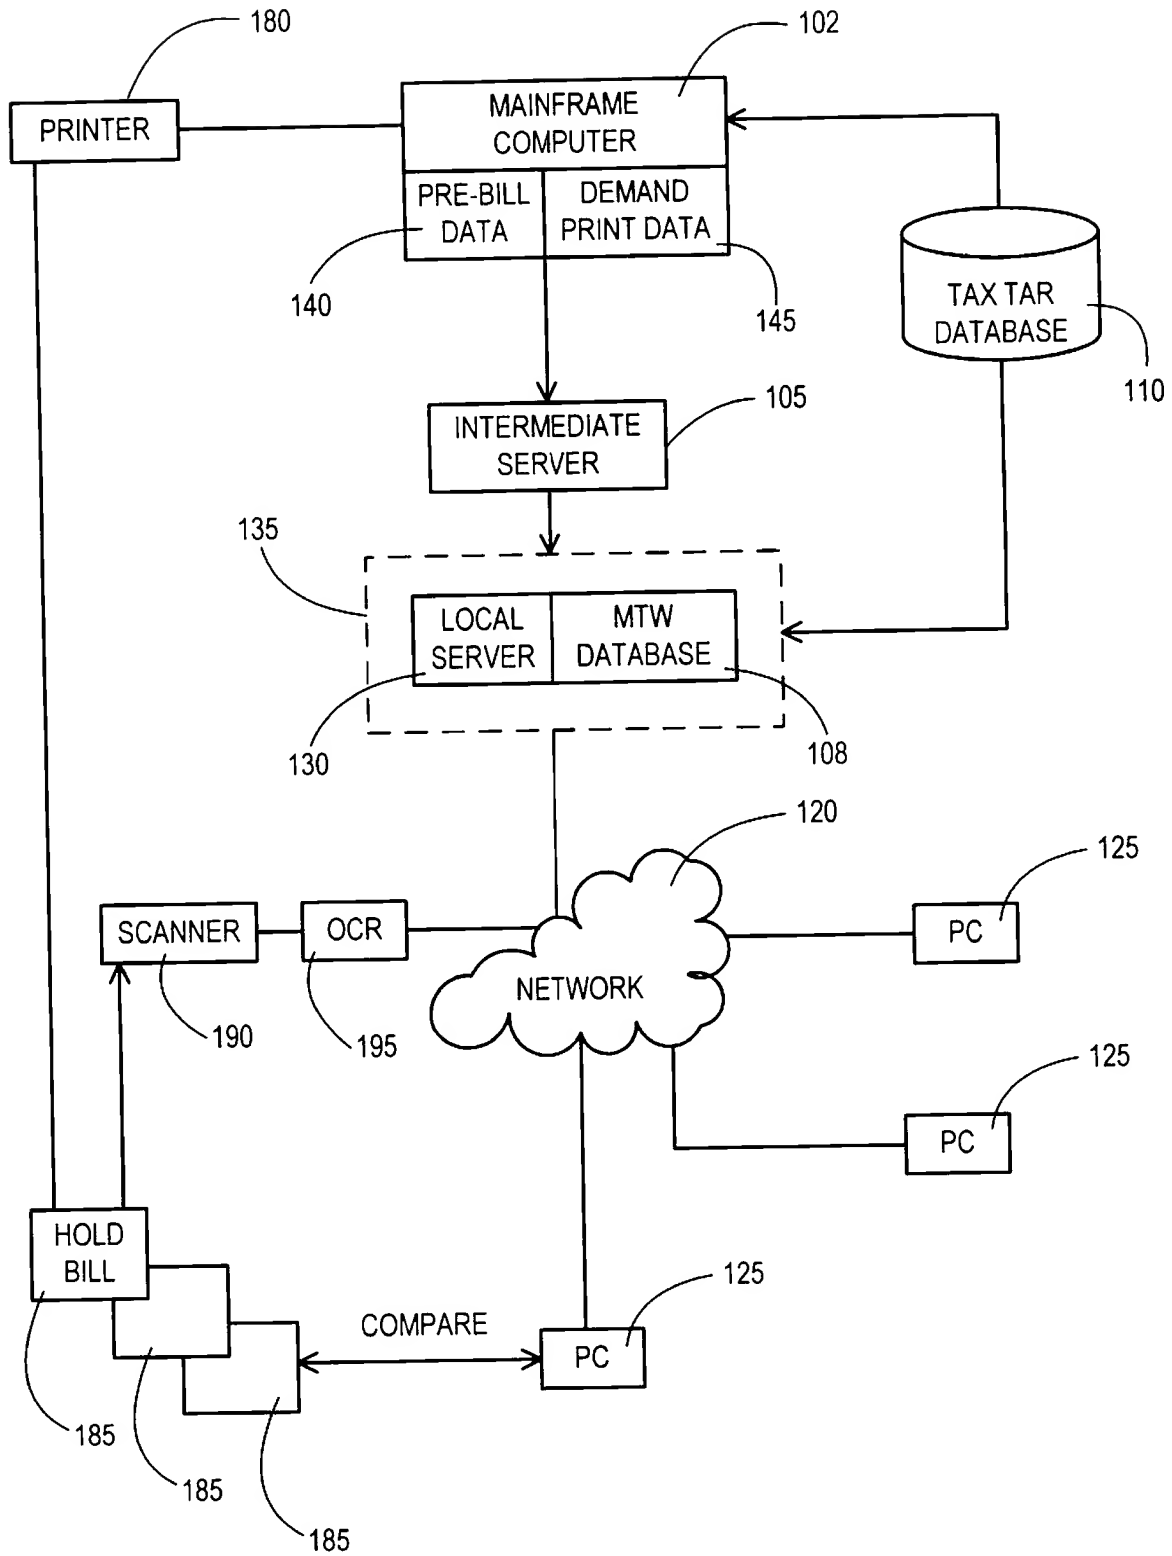 180
102
PRINTER
MAINFRAME
COMPUTER
PRE-BILL
DATA
DEMAND
PRINT DATA
140
145
TAX TAR
DATABASE
110
105
INTERMEDIATE
SERVER
135
LOCAL
SERVER
MTW
DATABASE
130
108
120
125
SCANNER
OCR
PC
NETWORK
190
195
125
PC
HOLD
BILL
125
COMPARE
PC
185
185
185